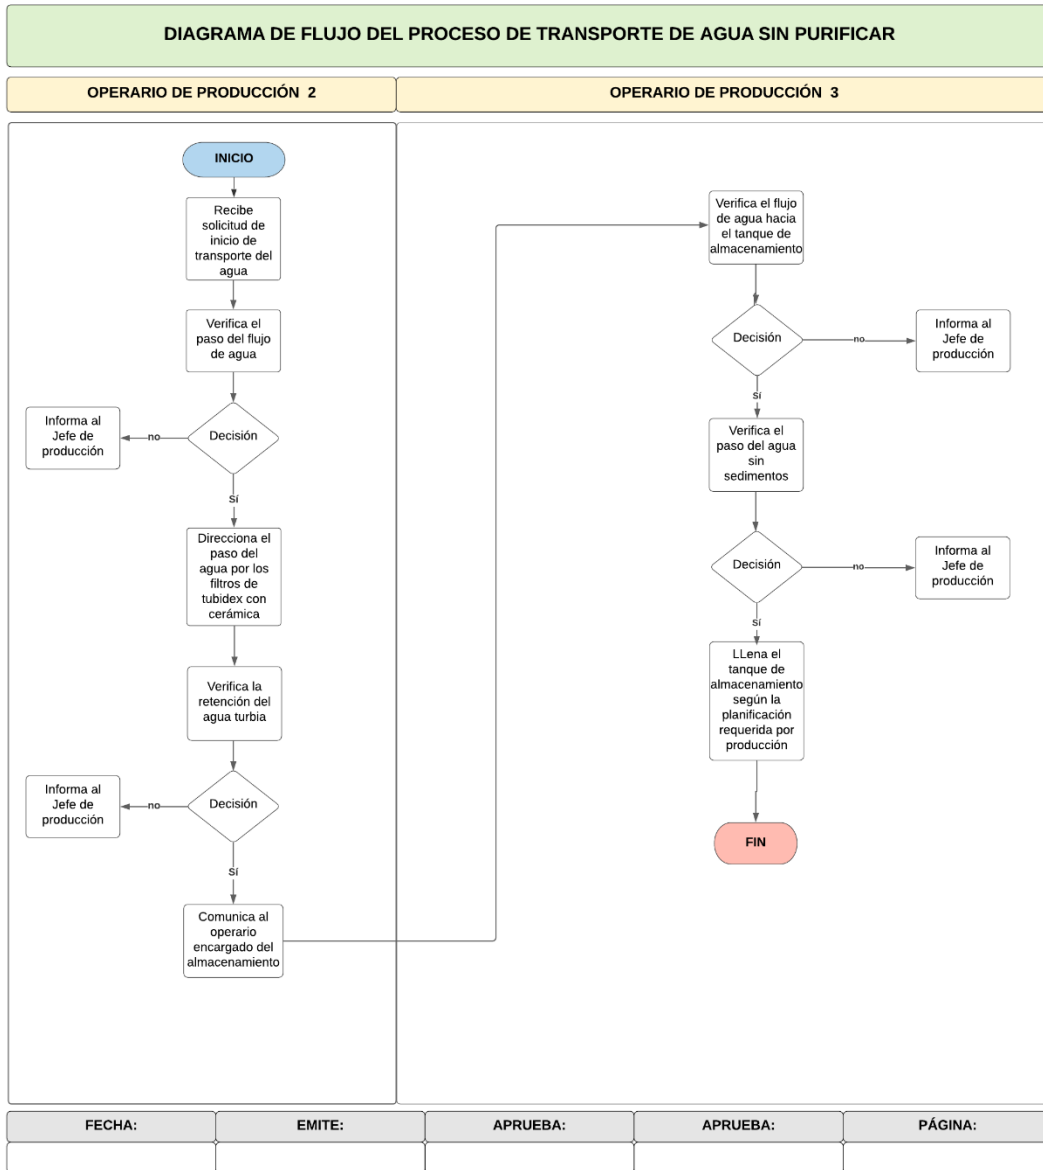 DIAGRAMA DE FLUJO DEL PROCESO DE TRANSPORTE DE AGUA SIN PURIFICAR
OPERARIO DE PRODUCCIÓN 2
OPERARIO DE PRODUCCIÓN 3
INICIO
Recibe
solicitud de
inicio de
transporte del
agua
Verifica el
paso del flujo
de agua
Decisión
no
Informa al
Jefe de
producción
Sí
Direcciona el
paso del
agua por los
filtros de
tubidex con
cerámica
Verifica la
retención del
agua turbia
Decisión
no
Informa al
Jefe de
producción
Sí
Comunica al
operario
encargado del
almacenamiento
Verifica el flujo
de agua hacia
el tanque de
almacenamiento
Decisión
no
Informa al
Jefe de
producción
Sí
Verifica el
paso del agua
sin
sedimentos
Decisión
no
Informa al
Jefe de
producción
Sí
LLena el
tanque de
almacenamiento
según la
planificación
requerida por
producción
FIN
FECHA:
EMITE:
APRUEBA:
APRUEBA:
PÁGINA: